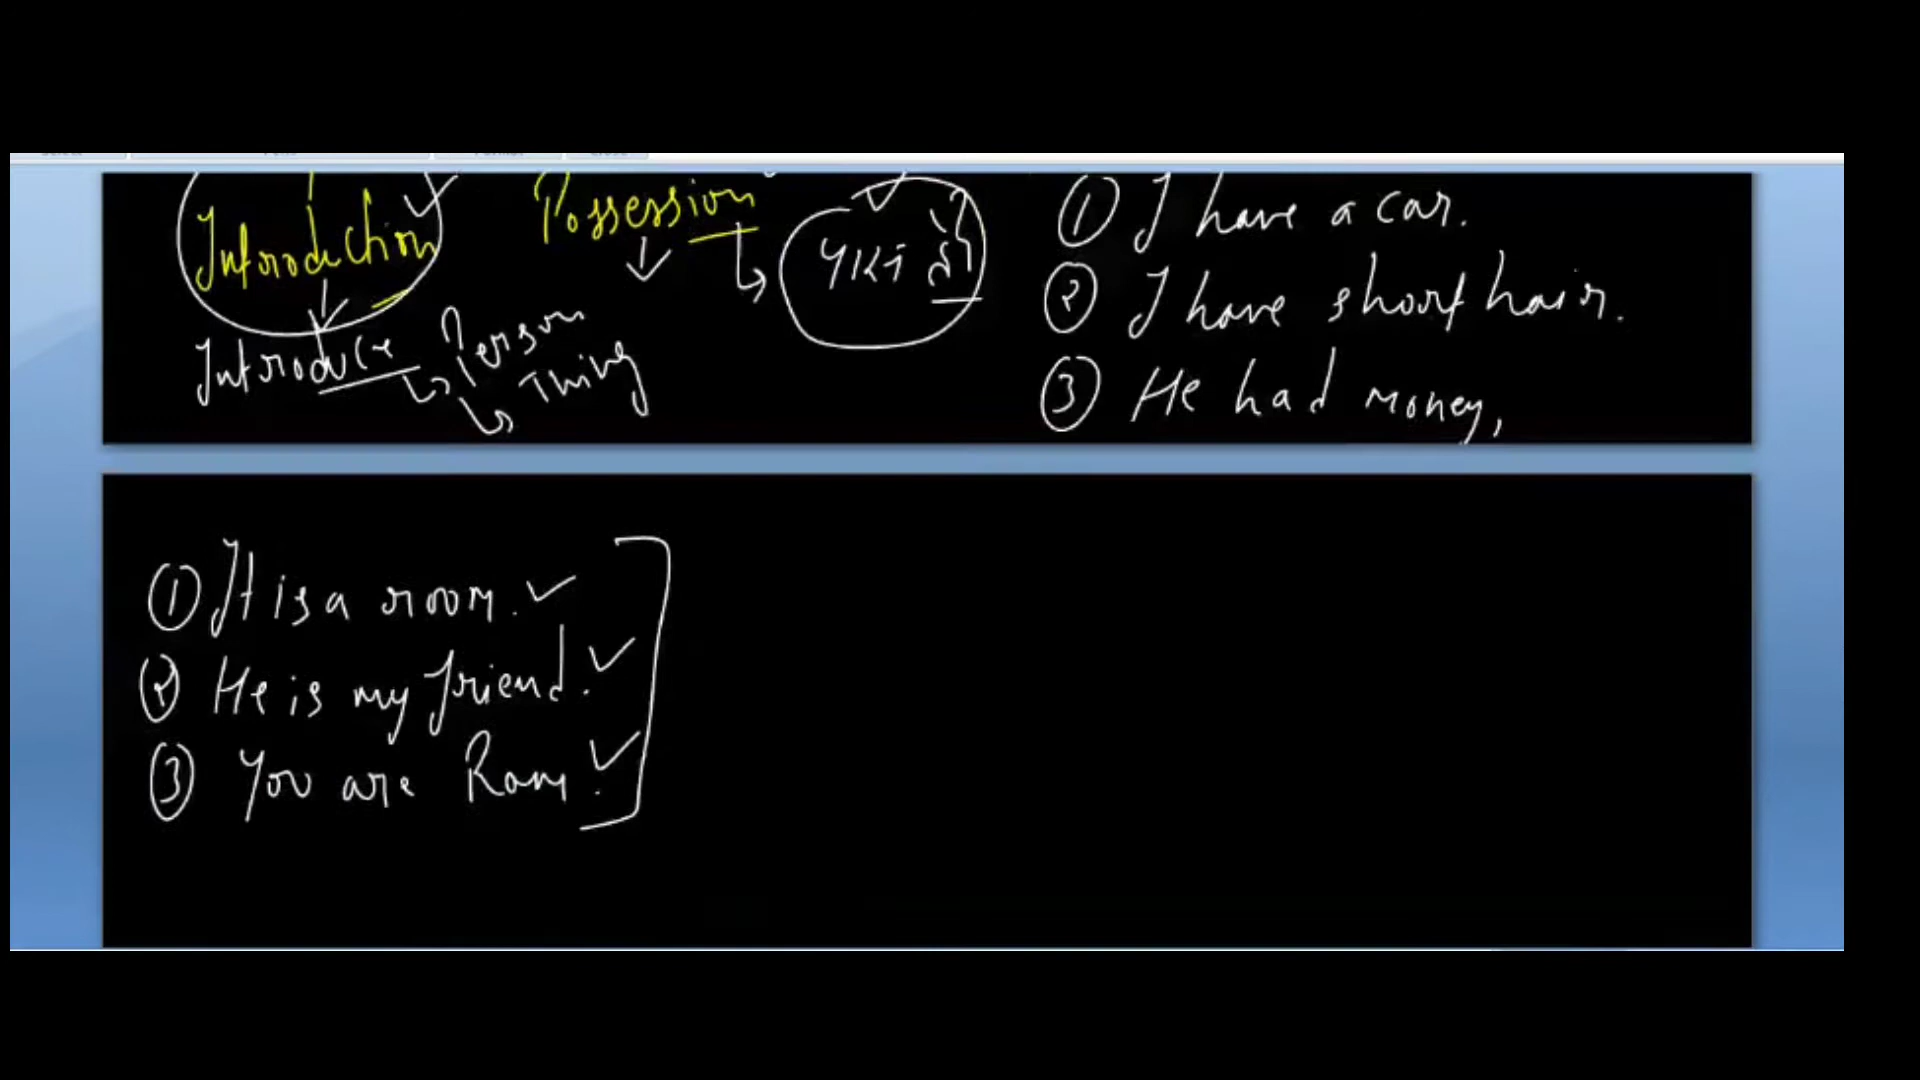 Introduction
Introduce
Person
Thing
Possession
① I have a car.
② I have short hair.
③ He had money,
① It is a room.
② He is my friend.
③ You are Ram.